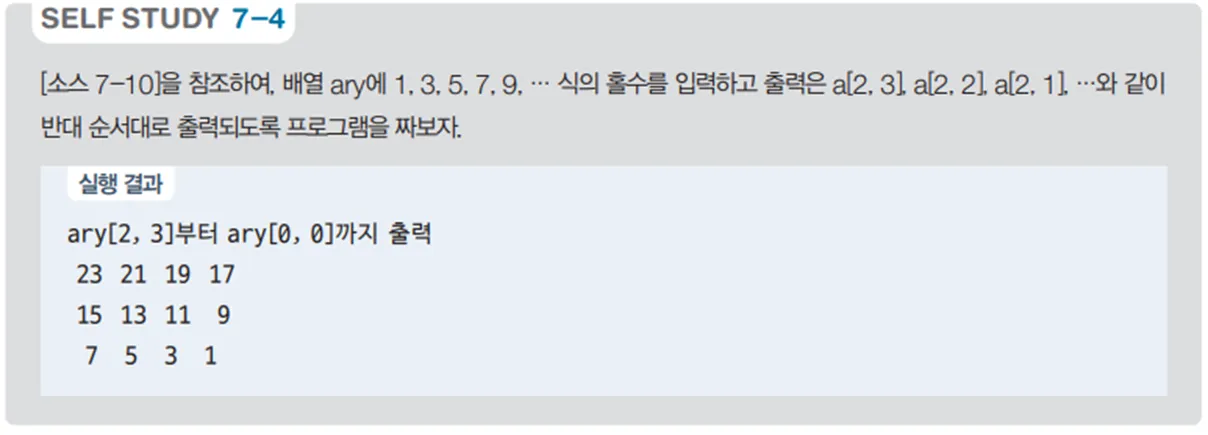 SELF STUDY 7-4
[소스 7-10]을 참조하여, 배열 ary에 1, 3, 5, 7, 9, … 식의 홀수를 입력하고 출력은 a[2, 3], a[2, 2], a[2, 1], …와 같이
반대 순서대로 출력되도록 프로그램을 짜보자.
실행 결과
ary[2, 3]부터 ary[0, 0]까지 출력
23 21 19 17
15 13 11 9
7 5 3 1